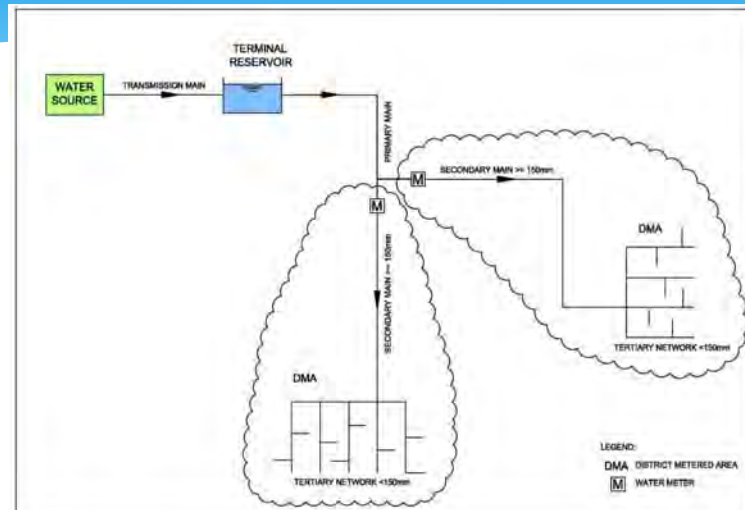 TERMINAL
RESERVOIR
WATER
SOURCE
TRANSMISSION MAIN
PRIMARY MAIN
M
SECONDARY MAIN >= 150mm
M
SECONDARY MAIN >= 150mm
DMA
TERTIARY NETWORK <150mm
DMA
TERTIARY NETWORK <150mm
LEGEND:
DMA DISTRICT METERED AREA
M WATER METER